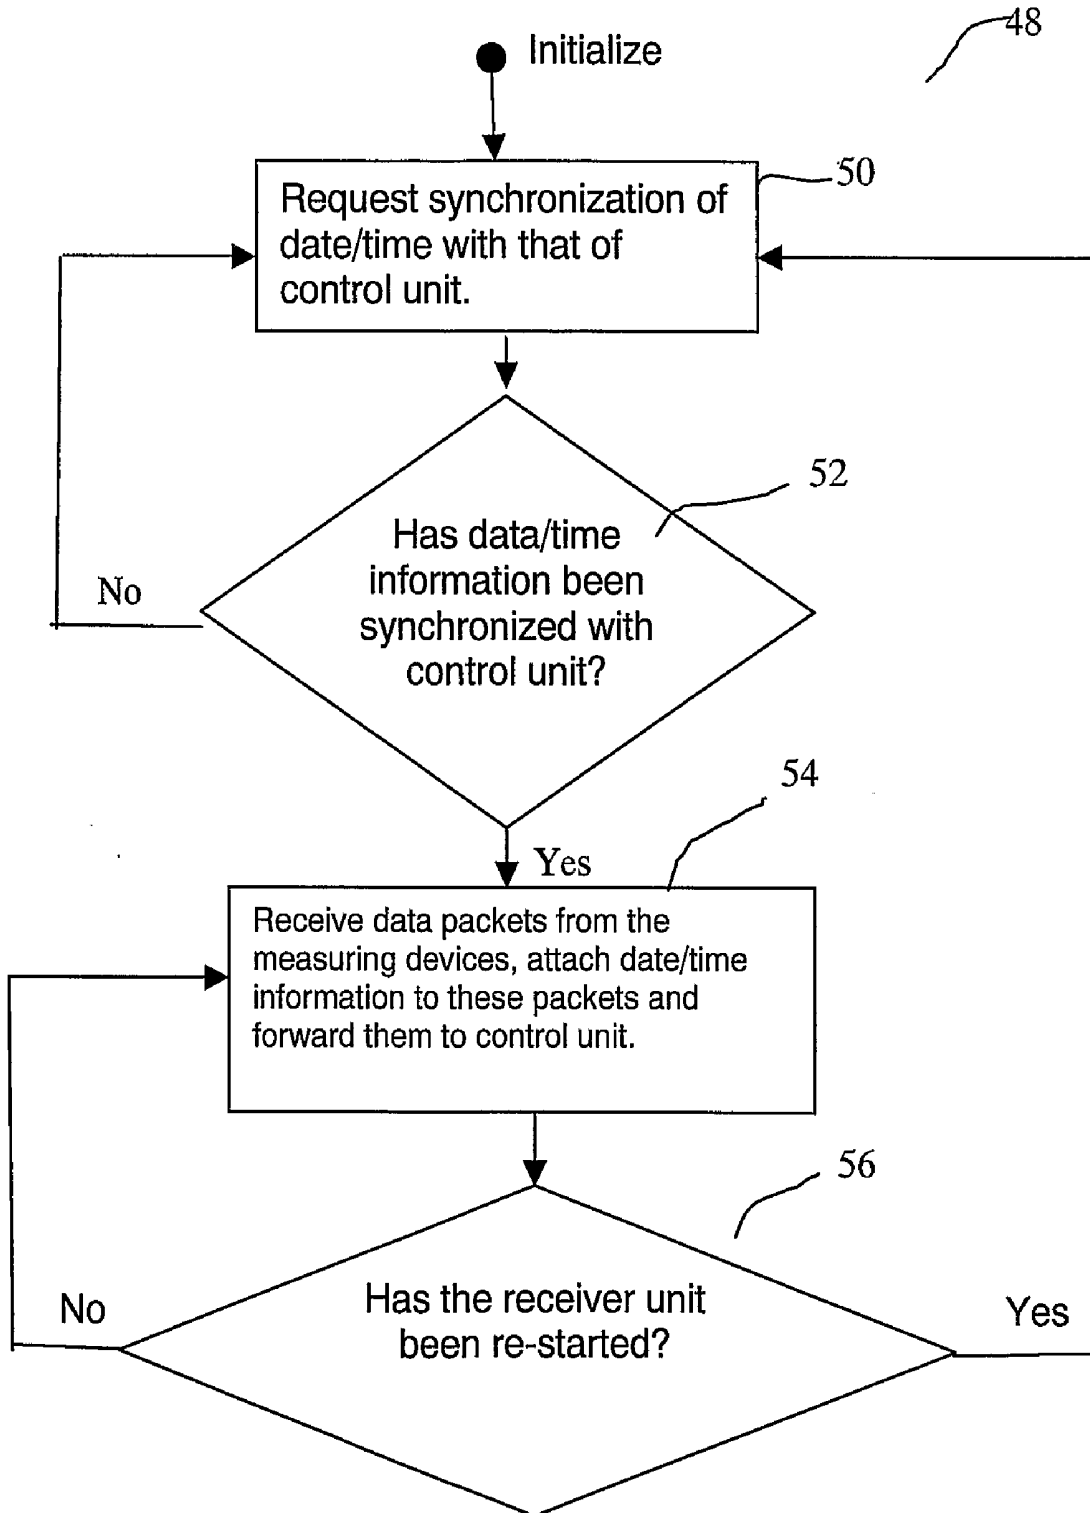 48
Initialize
50
Request synchronization of
date/time with that of
control unit.
52
Has data/time
information been
synchronized with
control unit?
No
54
Yes
Receive data packets from the
measuring devices, attach date/time
information to these packets and
forward them to control unit.
56
Has the receiver unit
been re-started?
No
Yes